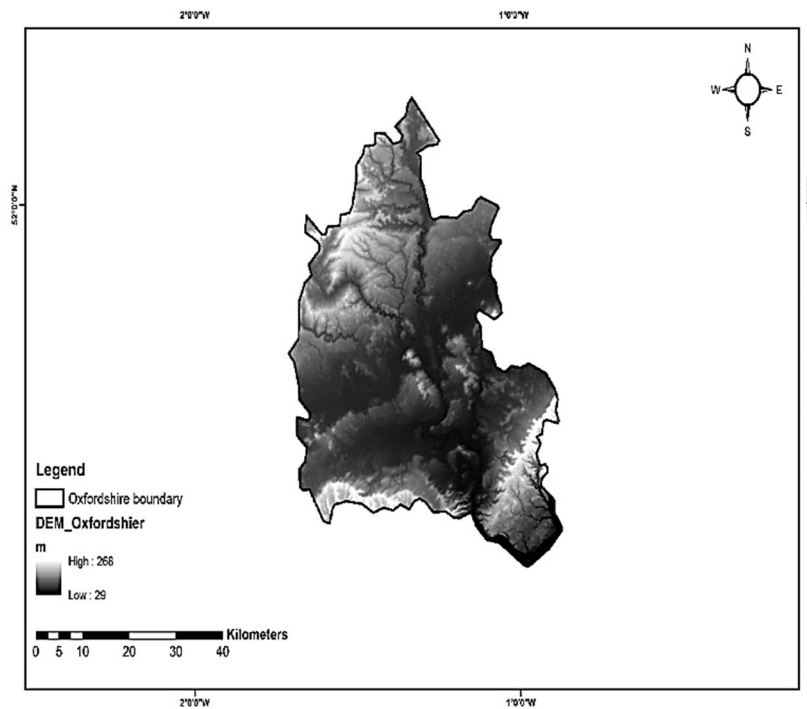 2°0'0"W 1°0'0"W
N
W E
S
52°0'0"N
Legend
Oxfordshire boundary
DEM_Oxfordshier
m
High : 266
Low : 29
Kilometers
0 5 10 20 30 40
2°0'0"W 1°0'0"W